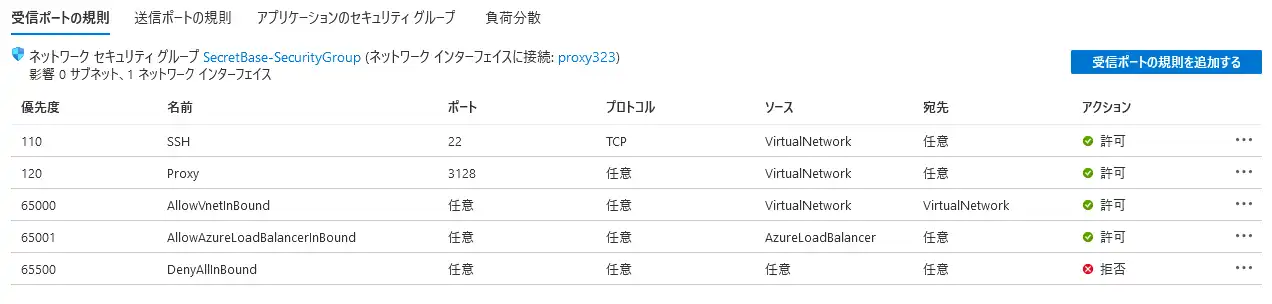 受信ポートの規則 送信ポートの規則 アプリケーションのセキュリティ グループ 負荷分散
ネットワーク セキュリティ グループ SecretBase-SecurityGroup (ネットワーク インターフェイスに接続: proxy323)
影響 0 サブネット、1 ネットワーク インターフェイス
受信ポートの規則を追加する
優先度 名前 ポート プロトコル ソース 宛先 アクション
110 SSH 22 TCP VirtualNetwork 任意 許可
120 Proxy 3128 任意 VirtualNetwork 任意 許可
65000 AllowVnetInBound 任意 任意 VirtualNetwork VirtualNetwork 許可
65001 AllowAzureLoadBalancerInBound 任意 任意 AzureLoadBalancer 任意 許可
65500 DenyAllInBound 任意 任意 任意 任意 拒否